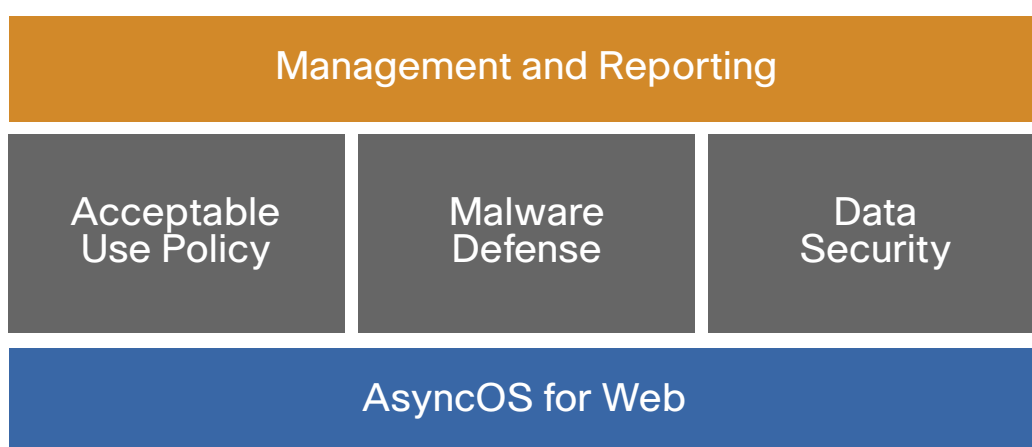 Management and Reporting
Acceptable
Use Policy
Malware
Defense
Data
Security
AsyncOS for Web